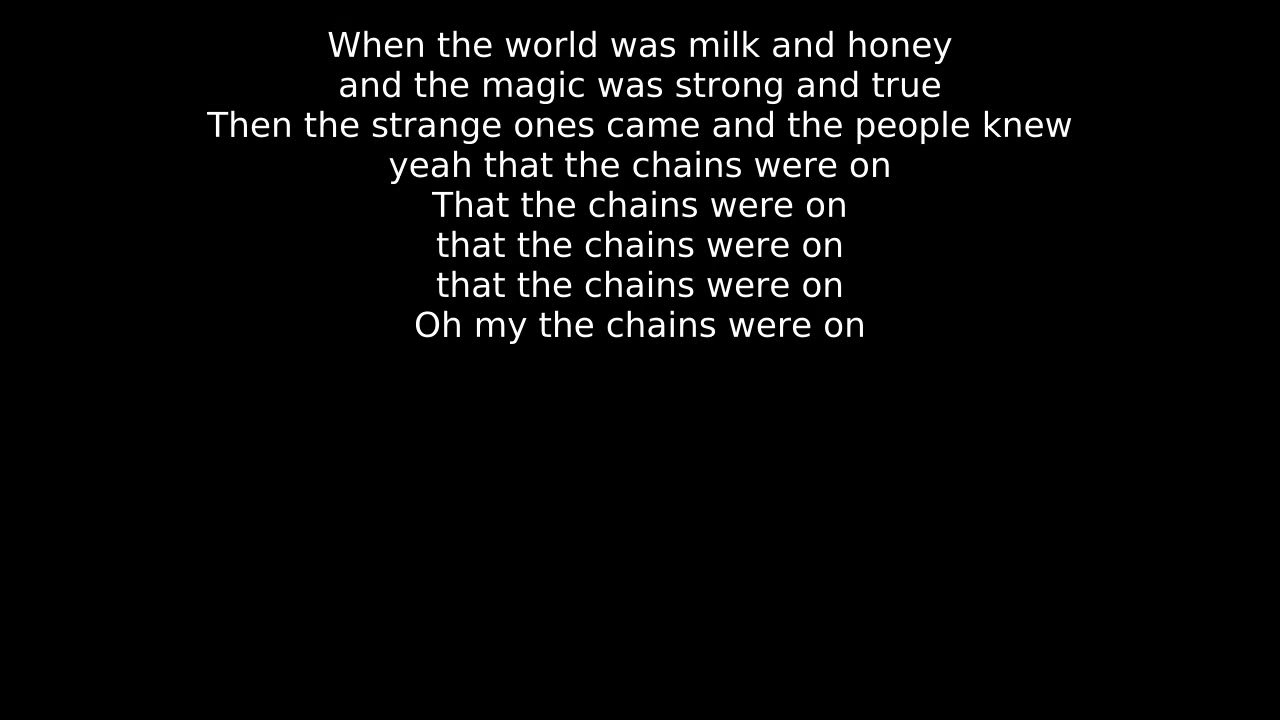 When the world was milk and honey
and the magic was strong and true
Then the strange ones came and the people knew
yeah that the chains were on
That the chains were on
that the chains were on
that the chains were on
Oh my the chains were on